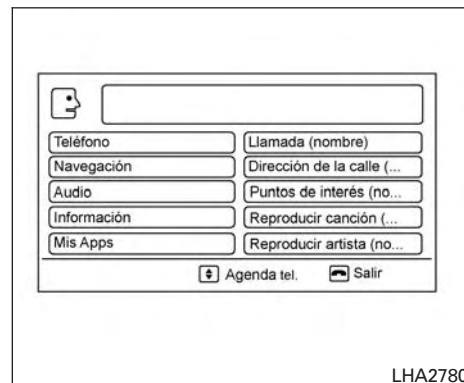 Teléfono Llamada (nombre)
Navegación Dirección de la calle (...
Audio Puntos de interés (no...
Información Reproducir canción (...
Mis Apps Reproducir artista (no...
Agenda tel. Salir
LHA2780